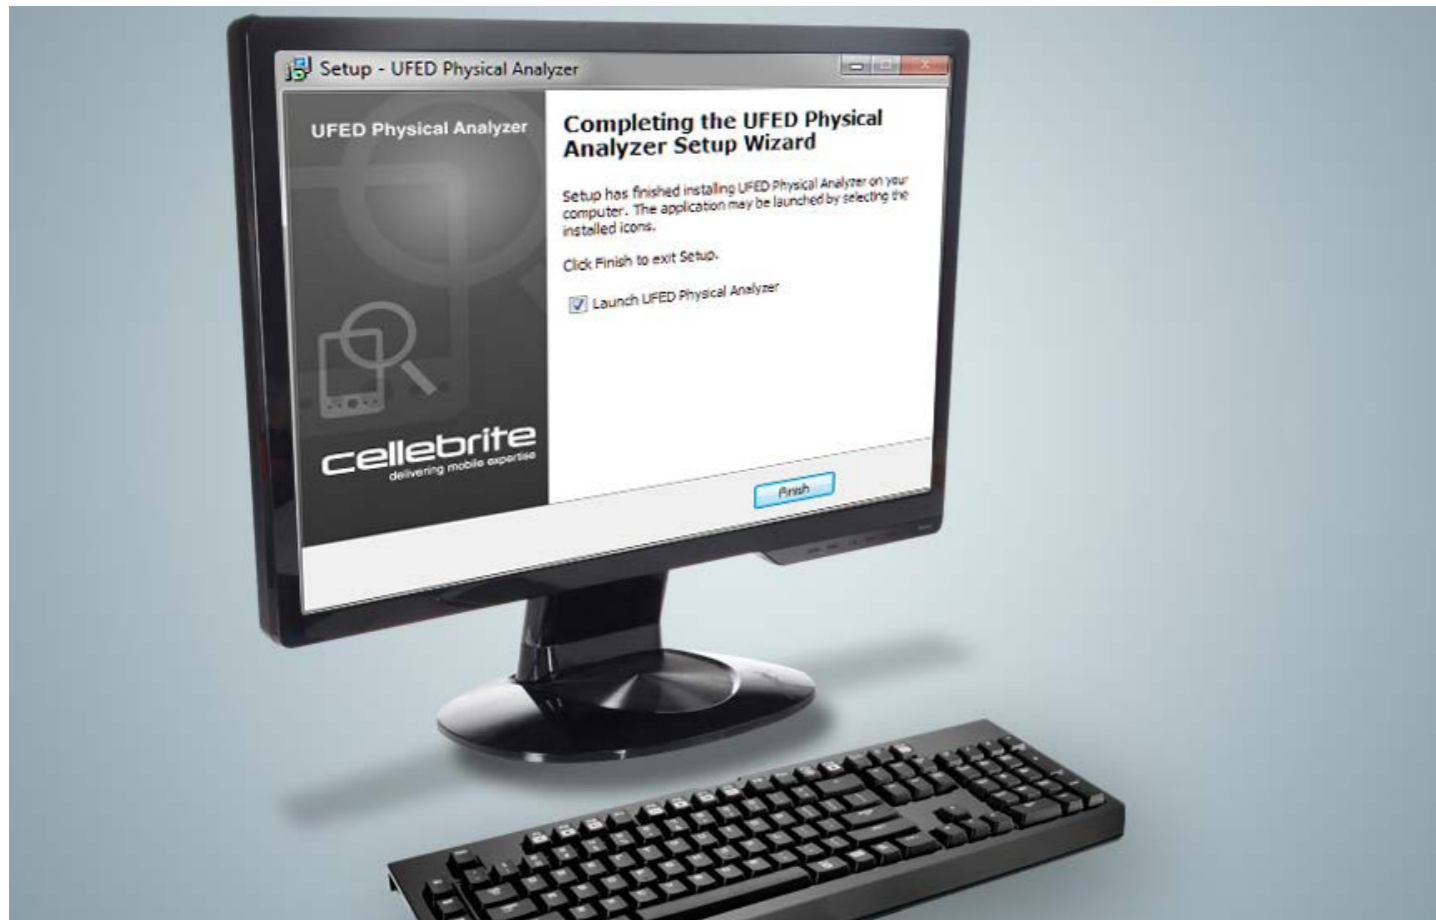 Setup - UFED Physical Analyzer
UFED Physical Analyzer
Completing the UFED Physical
Analyzer Setup Wizard
Setup has finished installing UFED Physical Analyzer on your
computer. The application may be launched by selecting the
installed icons.
Click Finish to exit Setup.
Launch UFED Physical Analyzer
cellebrite
delivering mobile expertise
Finish